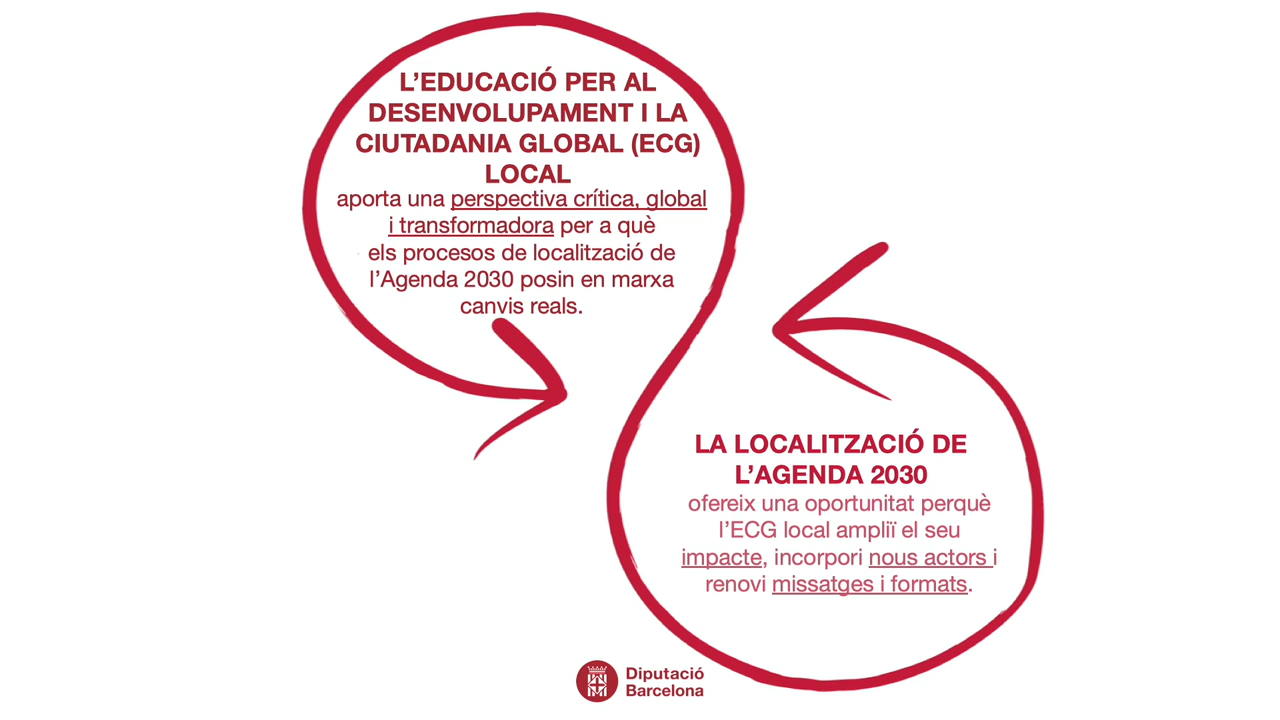 L’EDUCACIÓ PER AL
DESENVOLUPAMENT I LA
CIUTADANIA GLOBAL (ECG)
LOCAL
aporta una perspectiva crítica, global
i transformadora per a què
els procesos de localització de
l’Agenda 2030 posin en marxa
canvis reals.
LA LOCALITZACIÓ DE
L’AGENDA 2030
ofereix una oportunitat perquè
l’ECG local ampliï el seu
impacte, incorpori nous actors i
renovi missatges i formats.
Diputació
Barcelona